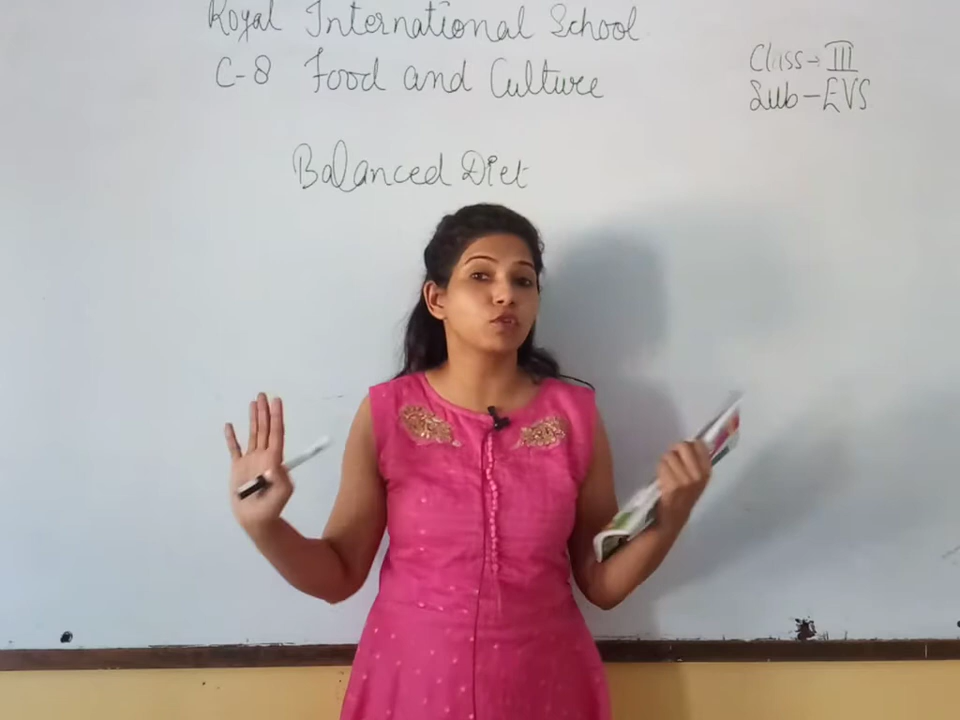 Royal International School
C-8 Food and Culture
Class → III
Sub - EVS
Balanced Diet